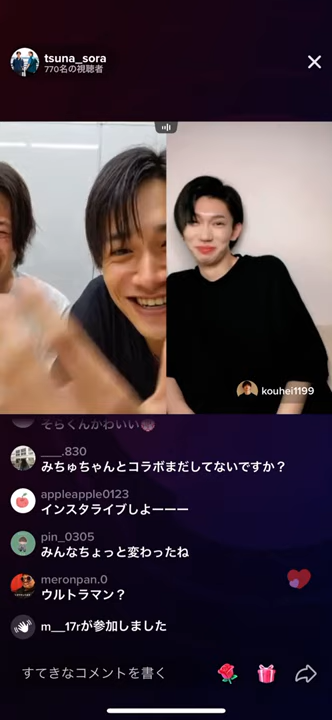 tsuna_sora
770名の視聴者
kouhei1199
そらくんかわいい
___.830
みちゅちゃんとコラボまだしてないですか？
appleapple0123
インスタライブしよーーー
pin_0305
みんなちょっと変わったね
meronpan.0
ウルトラマン？
m__17rが参加しました
すてきなコメントを書く